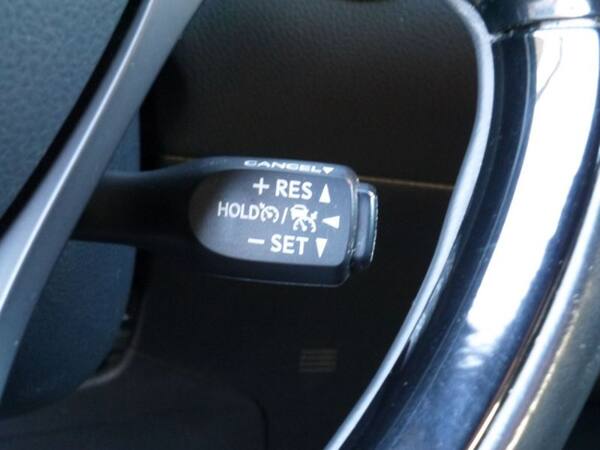 CANCEL▼
+ RES ▲
HOLD / ◀
− SET ▼